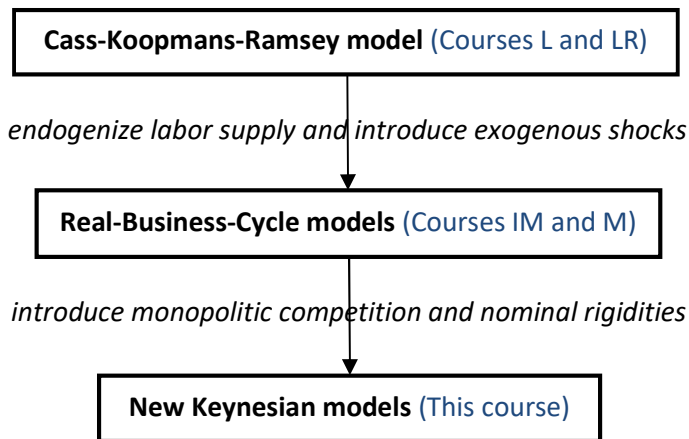 Cass-Koopmans-Ramsey model (Courses L and LR)
endogenize labor supply and introduce exogenous shocks
Real-Business-Cycle models (Courses IM and M)
introduce monopolitic competition and nominal rigidities
New Keynesian models (This course)